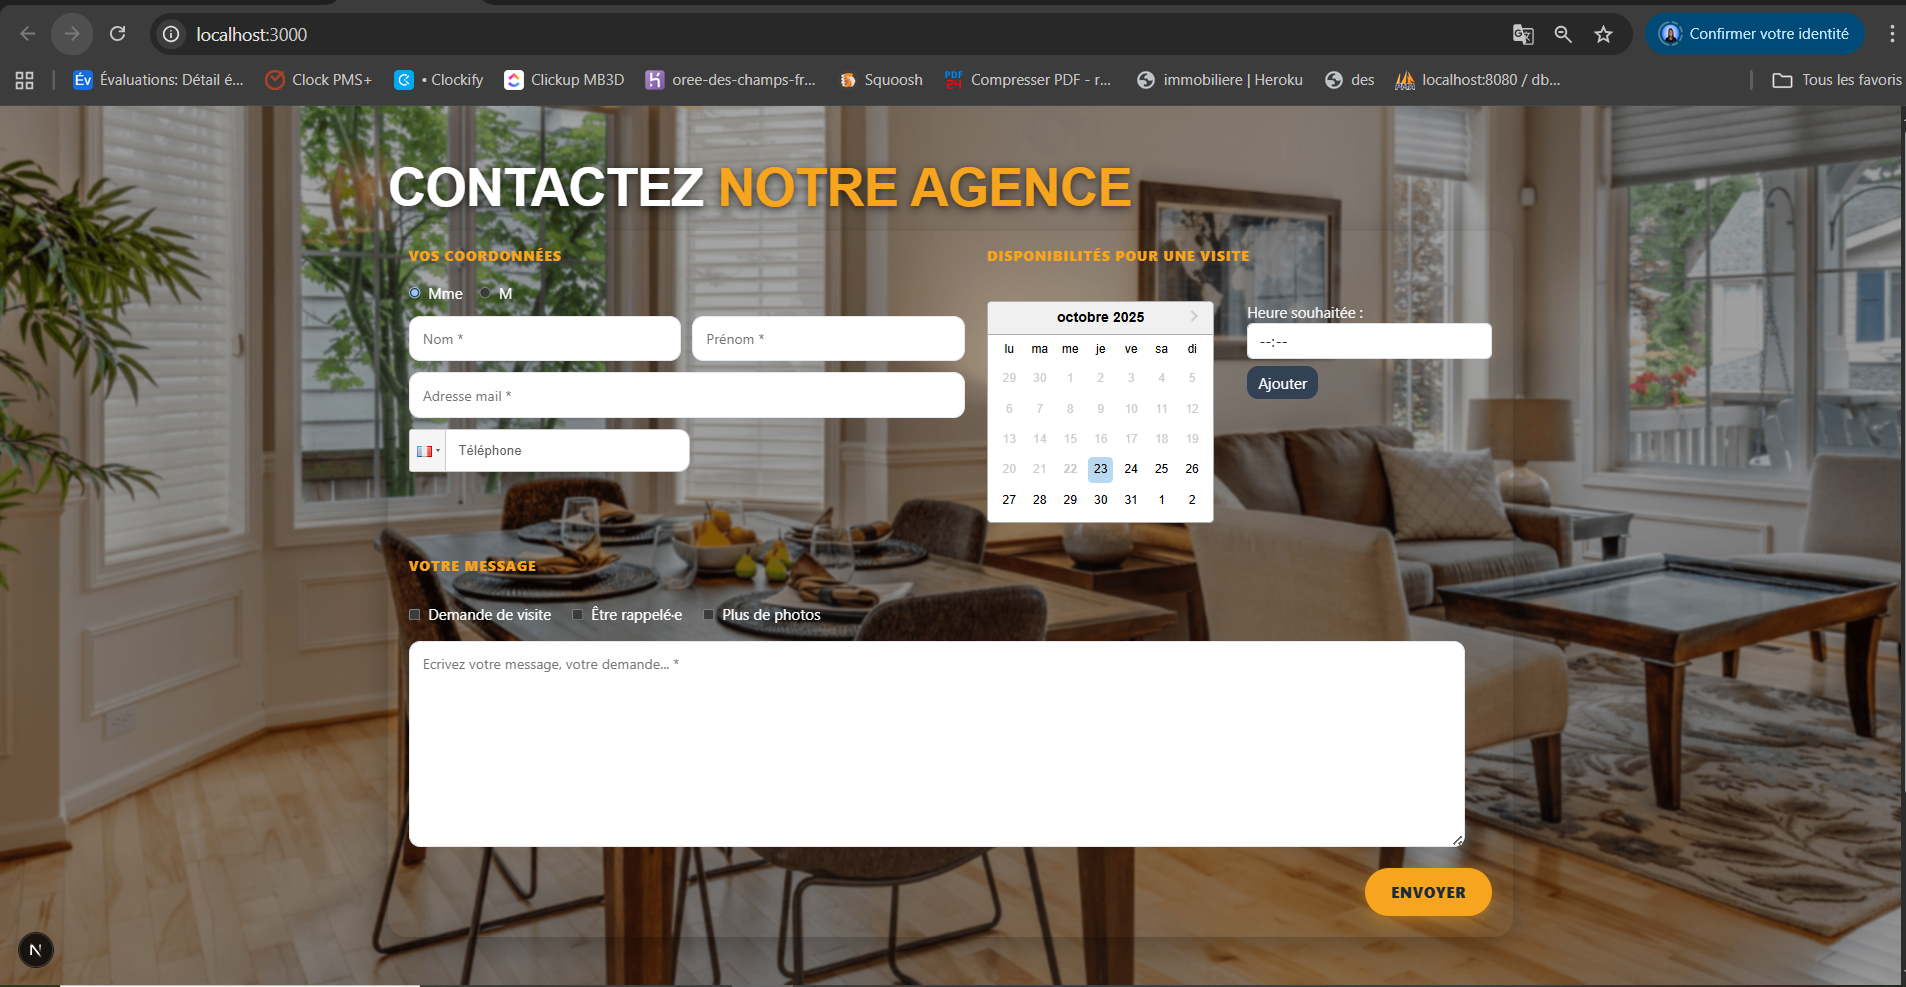 localhost:3000
Confirmer votre identité
Év Évaluations: Détail é...
Clock PMS+
• Clockify
Clickup MB3D
oree-des-champs-fr...
Squoosh
PDF 24 Compresser PDF - r...
immobiliere | Heroku
des
localhost:8080 / db...
Tous les favoris
CONTACTEZ NOTRE AGENCE
VOS COORDONNÉES
Mme M
Nom * Prénom *
Adresse mail *
Téléphone
DISPONIBILITÉS POUR UNE VISITE
octobre 2025
lu ma me je ve sa di
29 30 1 2 3 4 5
6 7 8 9 10 11 12
13 14 15 16 17 18 19
20 21 22 23 24 25 26
27 28 29 30 31 1 2
Heure souhaitée :
--:--
Ajouter
VOTRE MESSAGE
Demande de visite Être rappelé·e Plus de photos
Ecrivez votre message, votre demande... *
ENVOYER
N